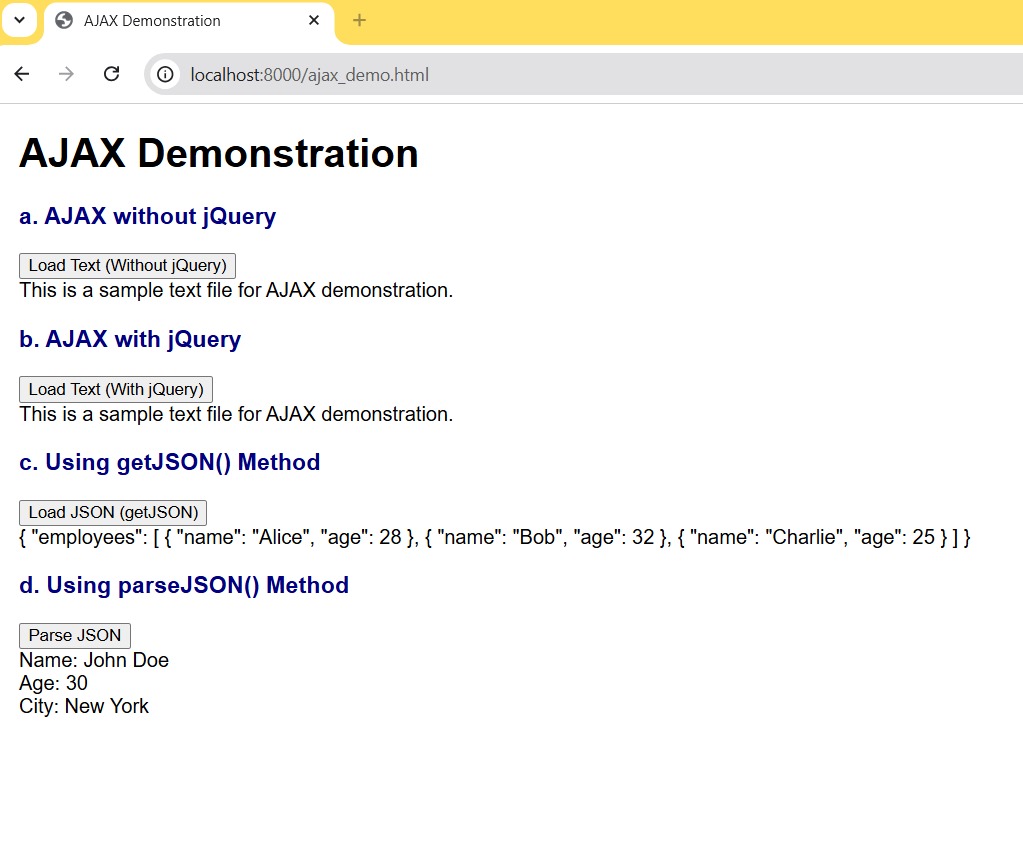 AJAX Demonstration
localhost:8000/ajax_demo.html
AJAX Demonstration
a. AJAX without jQuery
Load Text (Without jQuery)
This is a sample text file for AJAX demonstration.
b. AJAX with jQuery
Load Text (With jQuery)
This is a sample text file for AJAX demonstration.
c. Using getJSON() Method
Load JSON (getJSON)
{ "employees": [ { "name": "Alice", "age": 28 }, { "name": "Bob", "age": 32 }, { "name": "Charlie", "age": 25 } ] }
d. Using parseJSON() Method
Parse JSON
Name: John Doe
Age: 30
City: New York